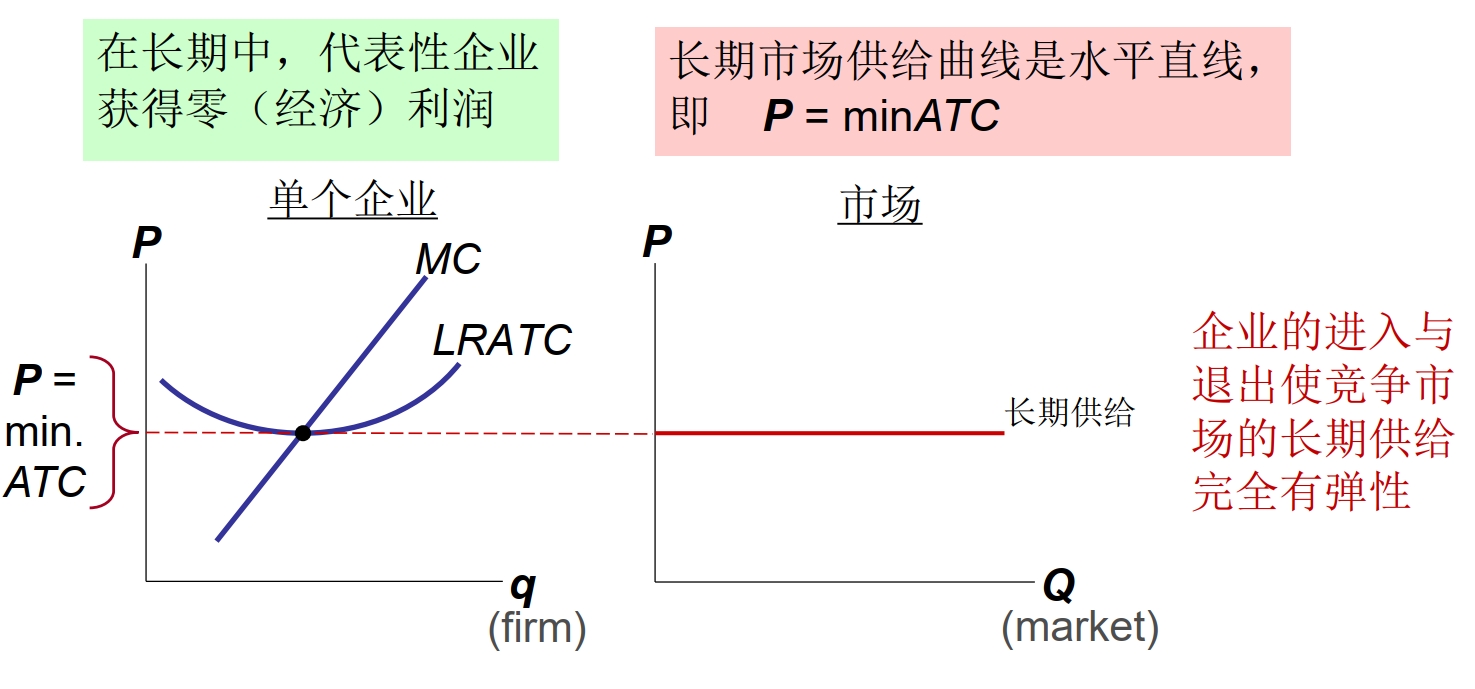 在长期中，代表性企业
获得零（经济）利润
长期市场供给曲线是水平直线，
即 P = minATC
单个企业
市场
P
MC
LRATC
P =
min.
ATC
q
(firm)
P
长期供给
Q
(market)
企业的进入与
退出使竞争市
场的长期供给
完全有弹性